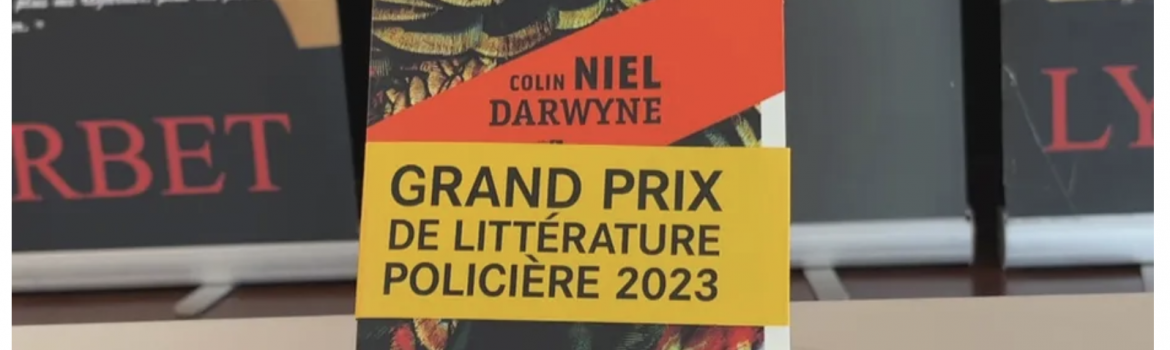 RBET
COLIN NIEL
DARWYNE
GRAND PRIX
DE LITTÉRATURE
POLICIÈRE 2023
LY